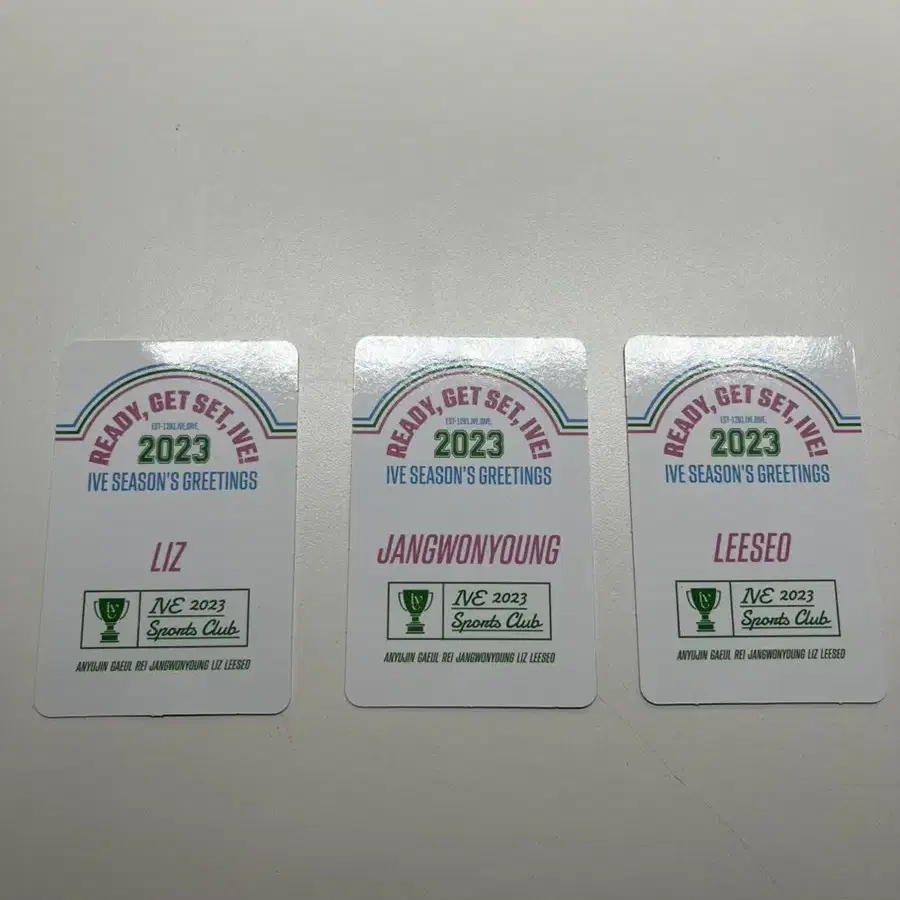 READY, GET SET, IVE!
2023
IVE SEASON'S GREETINGS
LIZ
IVE 2023
Sports Club
ANYUJIN GAEUL REI JANGWONYOUNG LIZ LEESEO
READY, GET SET, IVE!
2023
IVE SEASON'S GREETINGS
JANGWONYOUNG
IVE 2023
Sports Club
ANYUJIN GAEUL REI JANGWONYOUNG LIZ LEESEO
READY, GET SET, IVE!
2023
IVE SEASON'S GREETINGS
LEESEO
IVE 2023
Sports Club
ANYUJIN GAEUL REI JANGWONYOUNG LIZ LEESEO